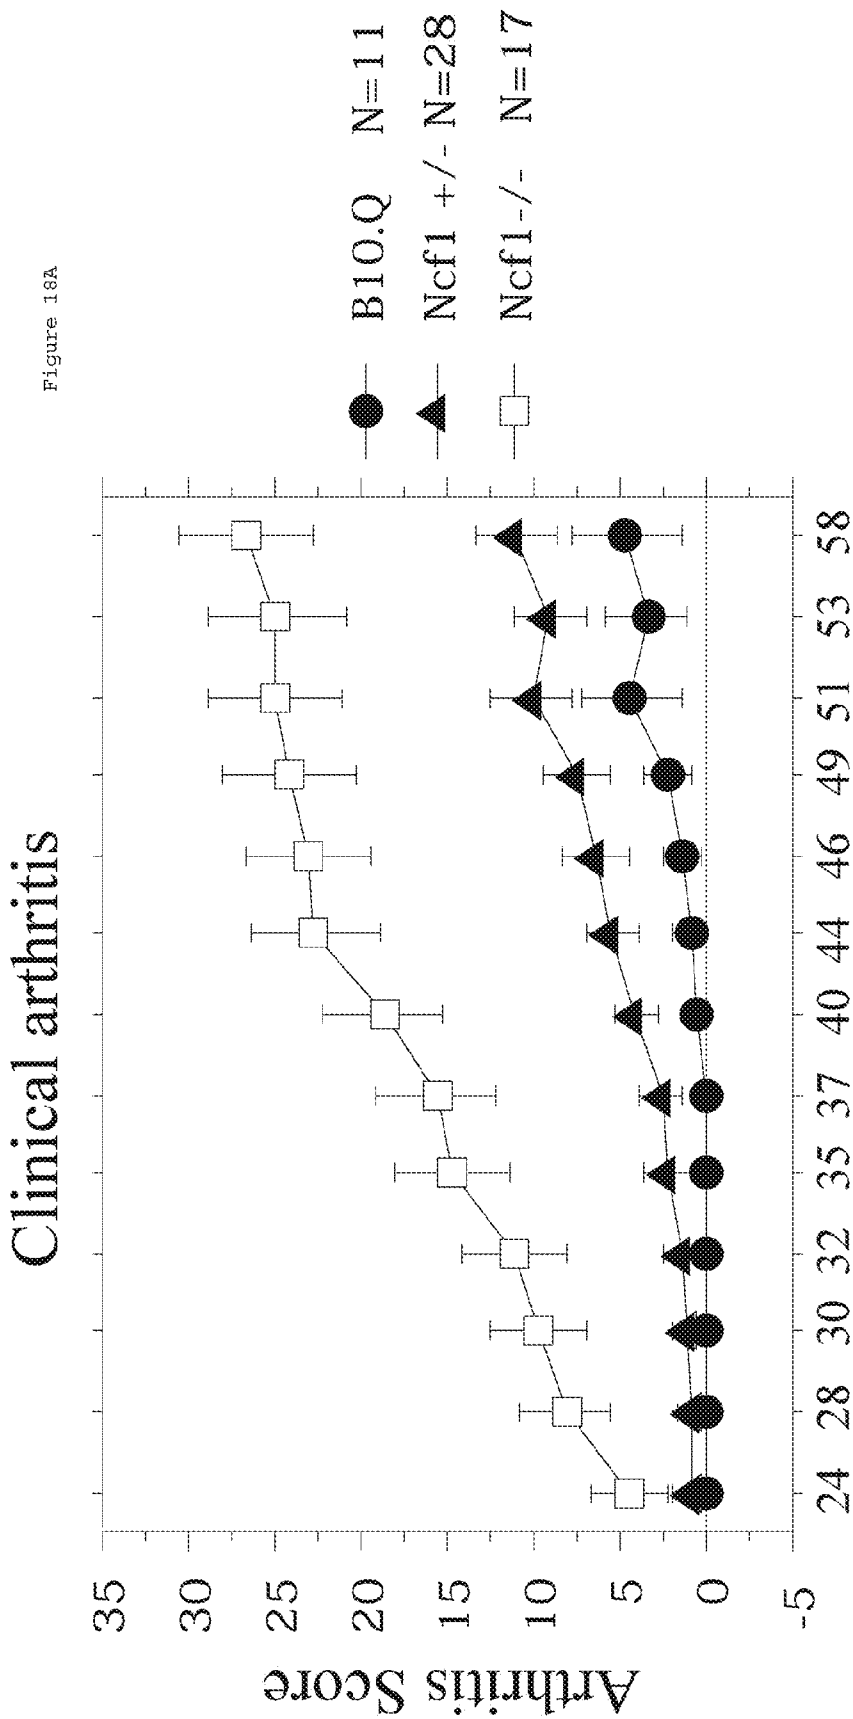 Figure 18A
Clinical arthritis
Arthritis Score
35
30
25
20
15
10
5
0
-5
24 28 30 32 35 37 40 44 46 49 51 53 58
B10.Q N=11
Ncf1 +/- N=28
Ncf1-/- N=17